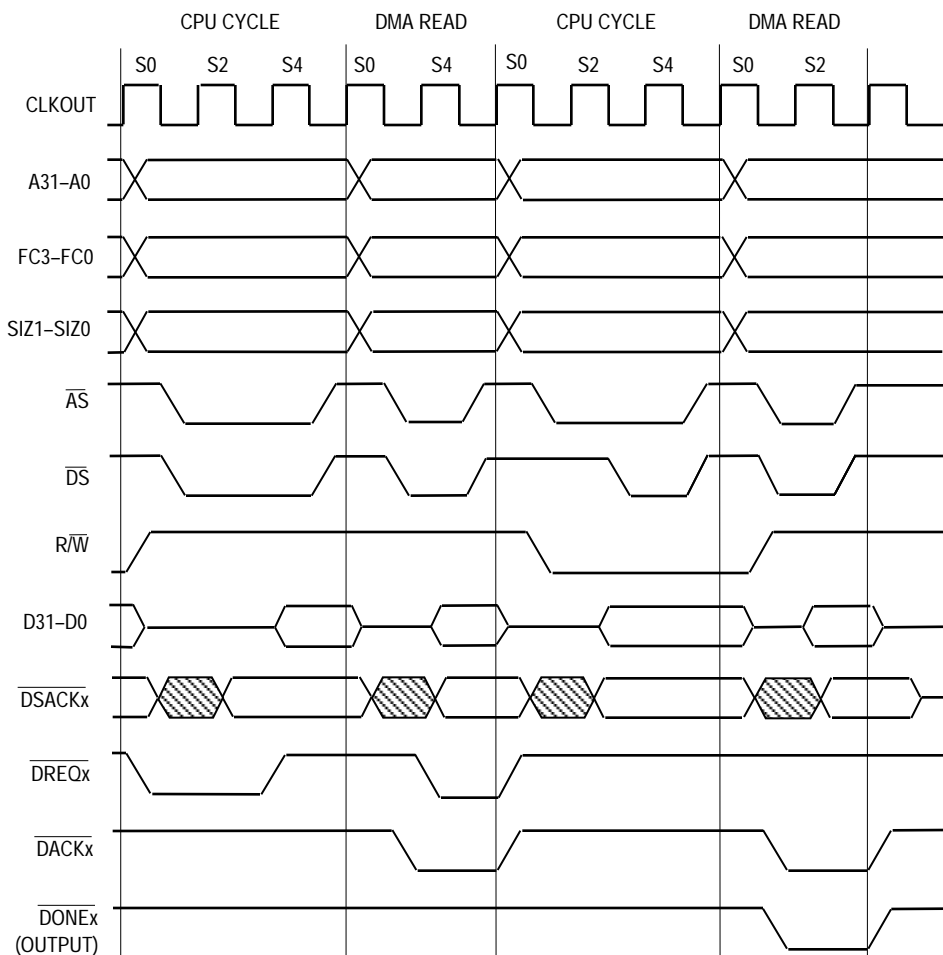 CPU CYCLE DMA READ CPU CYCLE DMA READ
S0 S2 S4 S0 S4 S0 S2 S4 S0 S2
CLKOUT
A31–A0
FC3–FC0
SIZ1–SIZ0
AS
DS
R/W
D31–D0
DSACKx
DREQx
DACKx
DONEx
(OUTPUT)